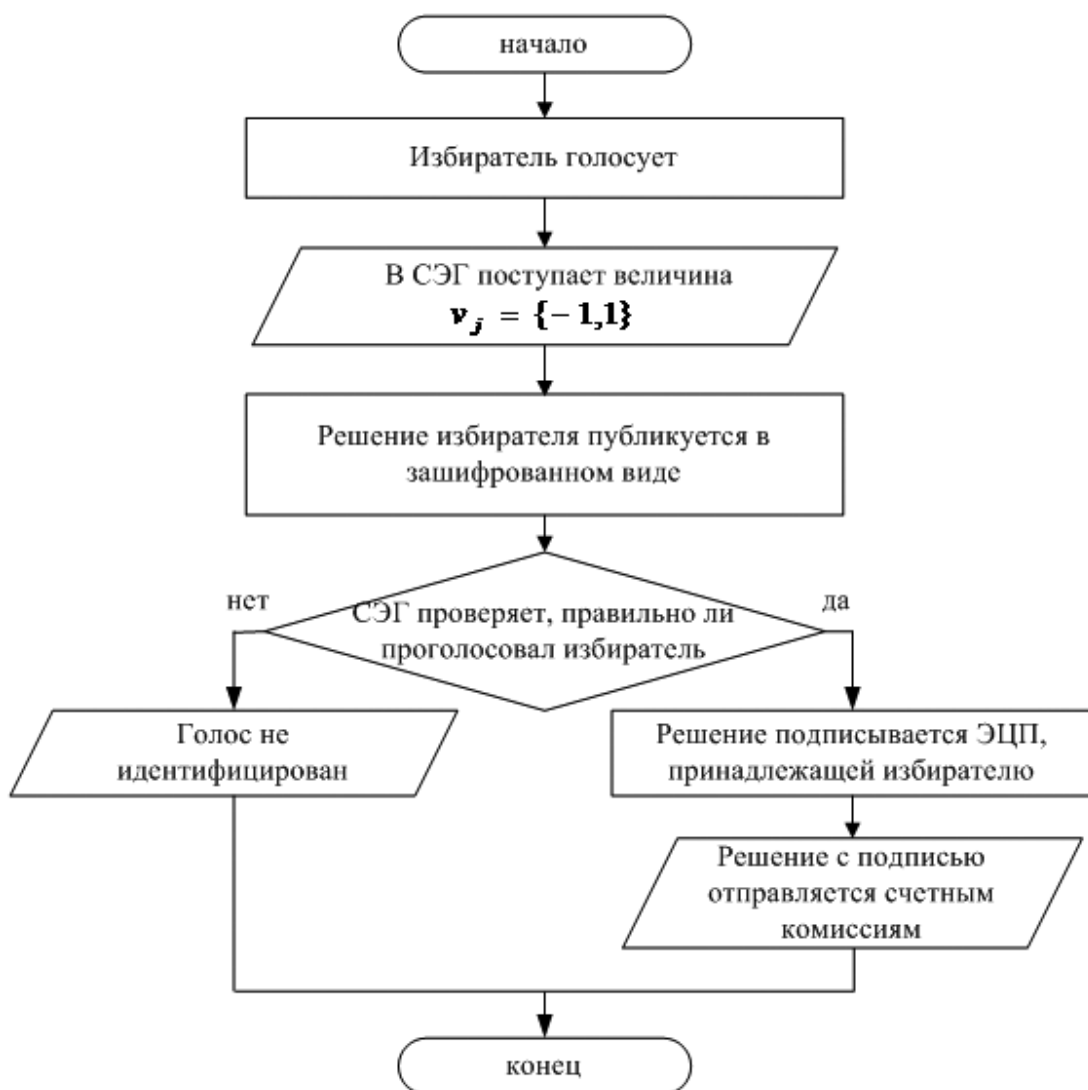 начало
Избиратель голосует
В СЭГ поступает величина
v j = {- 1,1}
Решение избирателя публикуется в
зашифрованном виде
нет
да
СЭГ проверяет, правильно ли
проголосовал избиратель
Голос не
идентифицирован
Решение подписывается ЭЦП,
принадлежащей избирателю
Решение с подписью
отправляется счетным
комиссиям
конец